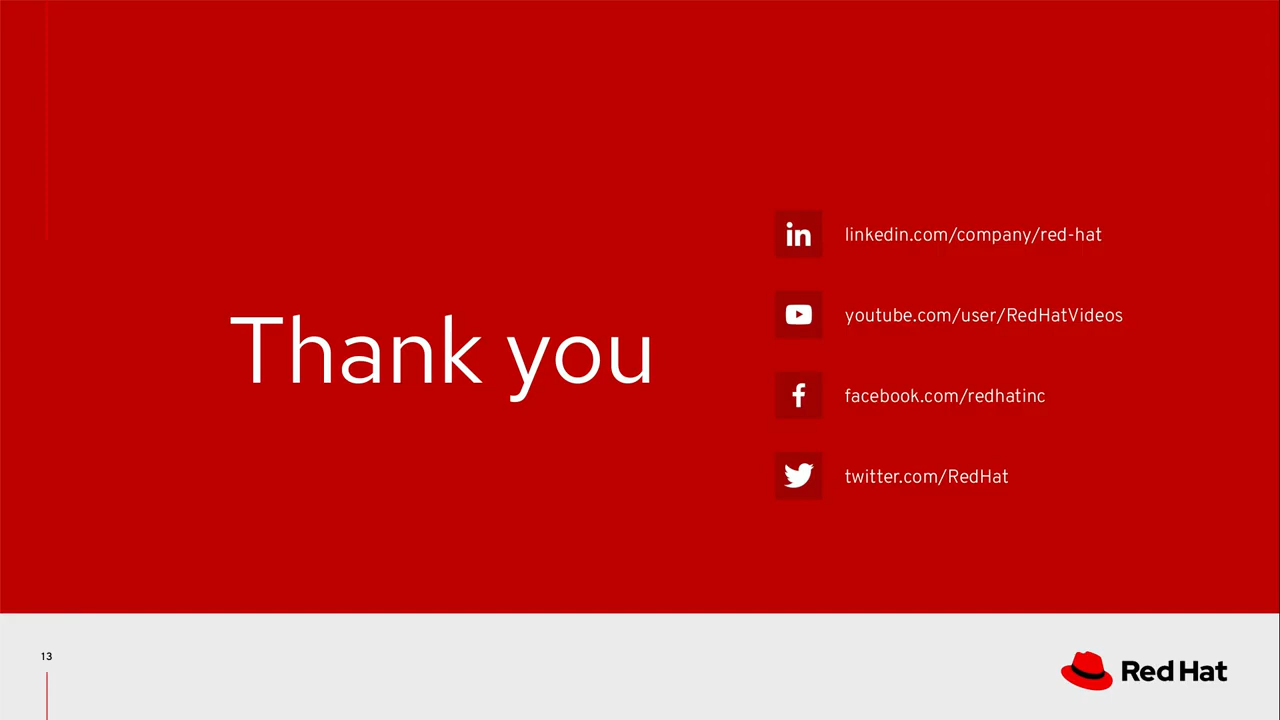 Thank you
in linkedin.com/company/red-hat
youtube.com/user/RedHatVideos
f facebook.com/redhatinc
twitter.com/RedHat
13
Red Hat